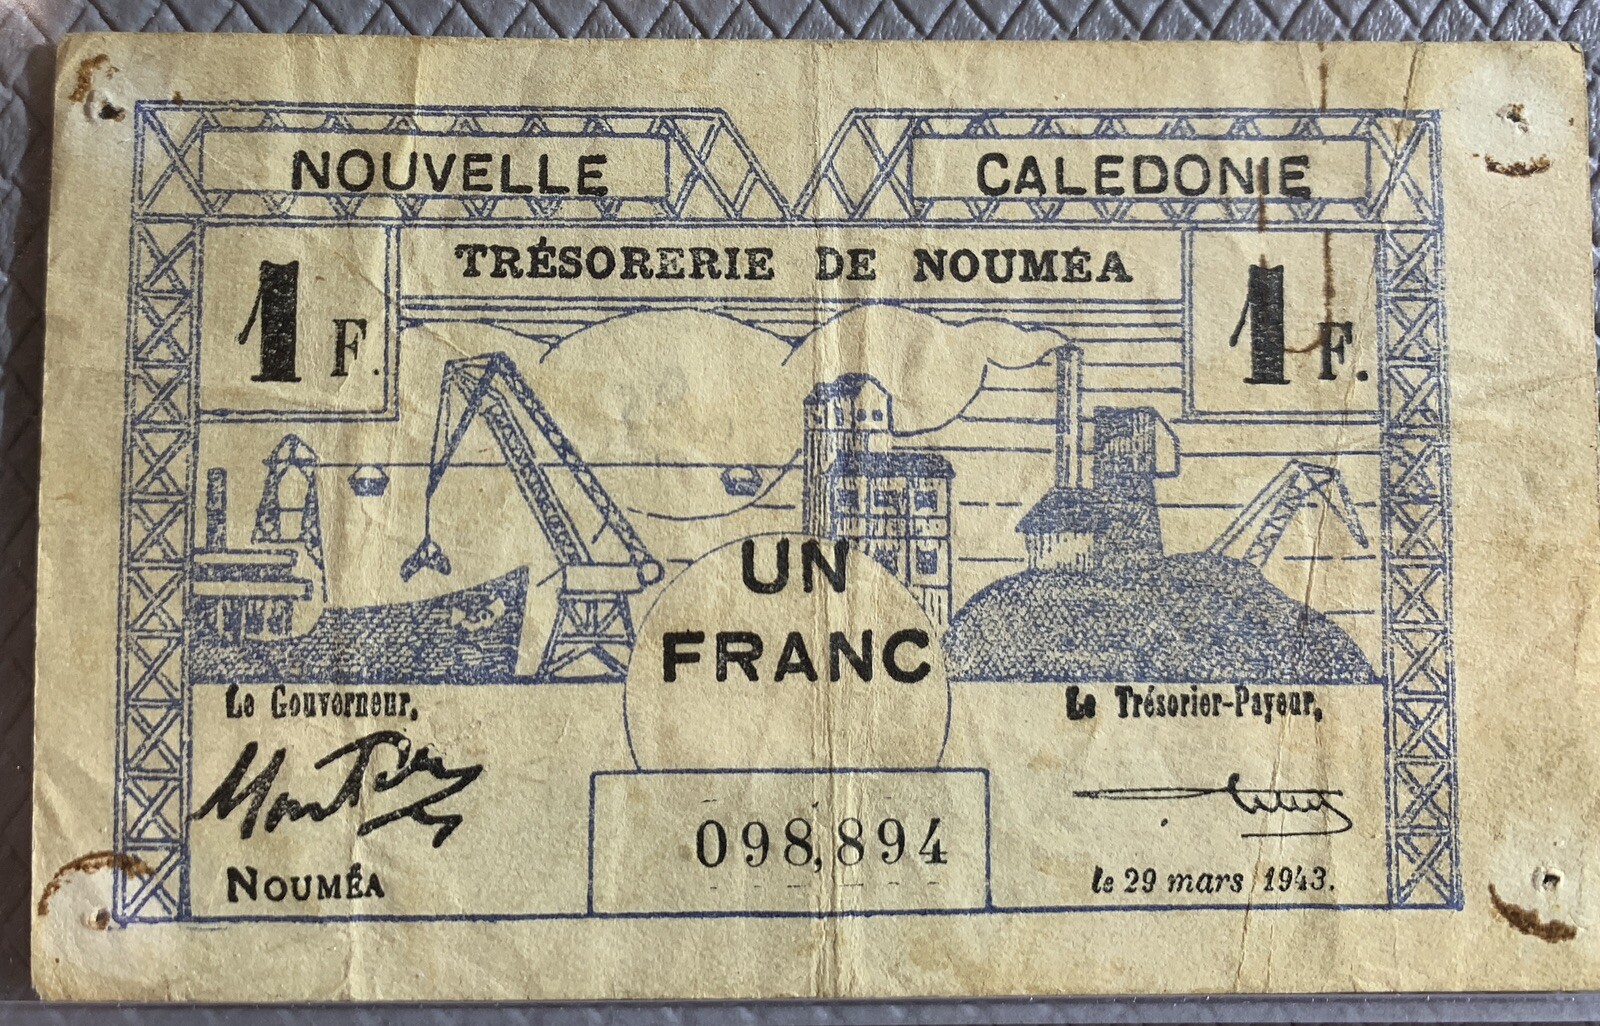 NOUVELLE CALEDONIE
TRÉSORERIE DE NOUMÉA
1 F. 1 F.
UN
FRANC
Le Gouverneur, Le Trésorier-Payeur,
098,894
NOUMÉA le 29 mars 1943.